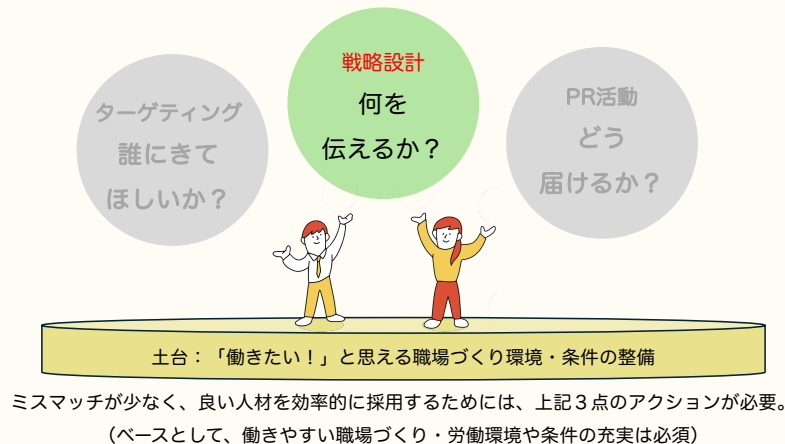 ターゲティング
誰にきて
ほしいか？
戦略設計
何を
伝えるか？
PR活動
どう
届けるか？
土台：「働きたい！」と思える職場づくり環境・条件の整備
ミスマッチが少なく、良い人材を効率的に採用するためには、上記３点のアクションが必要。
（ベースとして、働きやすい職場づくり・労働環境や条件の充実は必須）